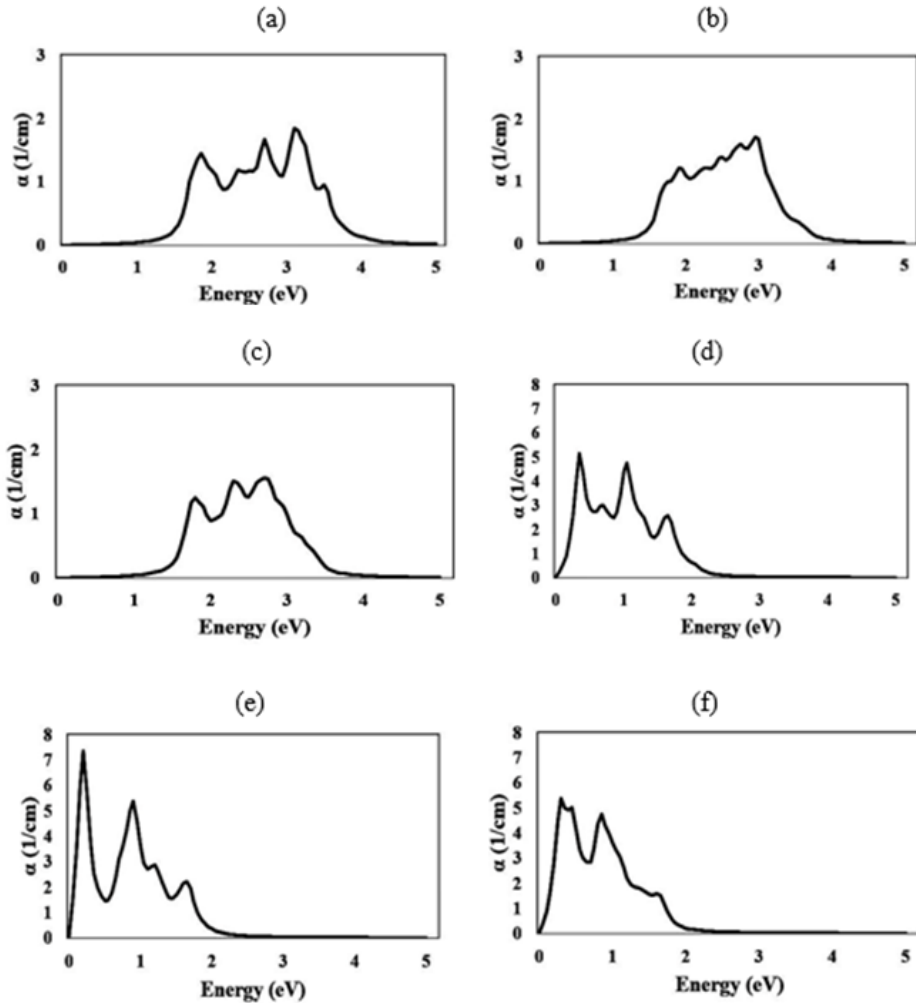 (a)
3
2
1
0
α (1/cm)
0 1 2 3 4 5
Energy (eV)
(b)
3
2
1
0
α (1/cm)
0 1 2 3 4 5
Energy (eV)
(c)
3
2
1
0
α (1/cm)
0 1 2 3 4 5
Energy (eV)
(d)
8
7
6
5
4
3
2
1
0
α (1/cm)
0 1 2 3 4 5
Energy (eV)
(e)
8
7
6
5
4
3
2
1
0
α (1/cm)
0 1 2 3 4 5
Energy (eV)
(f)
8
7
6
5
4
3
2
1
0
α (1/cm)
0 1 2 3 4 5
Energy (eV)